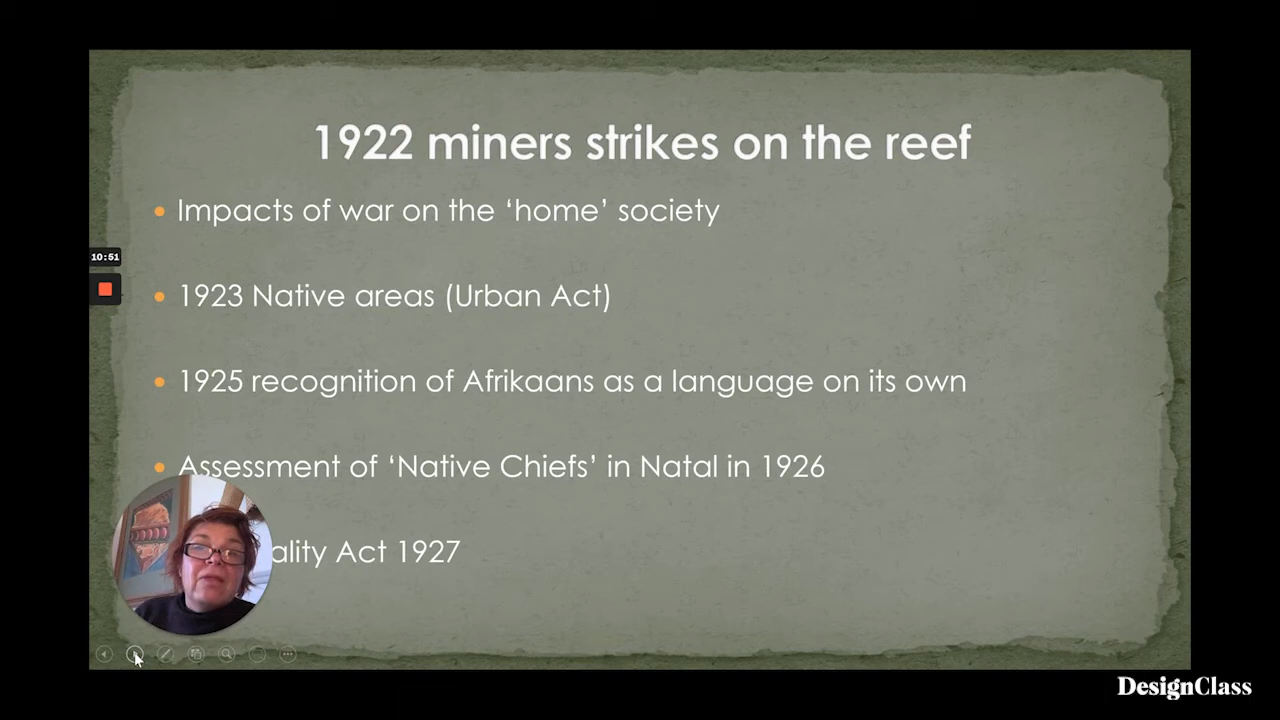 1922 miners strikes on the reef
Impacts of war on the ‘home’ society
10:51
1923 Native areas (Urban Act)
1925 recognition of Afrikaans as a language on its own
Assessment of ‘Native Chiefs’ in Natal in 1926
Act 1927
DesignClass